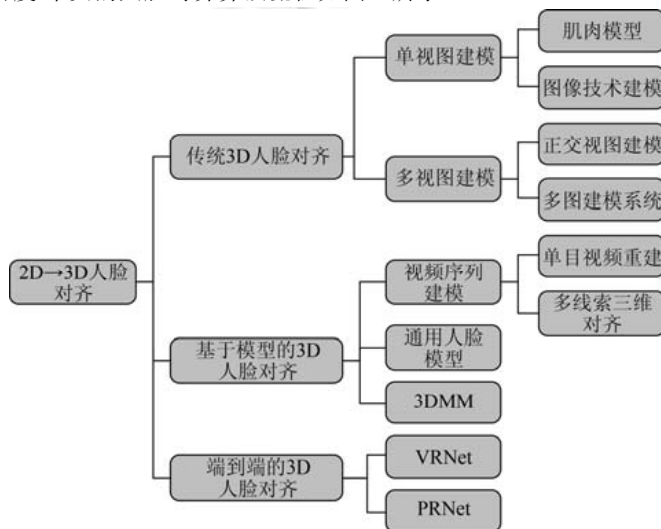 单视图建模
肌肉模型
图像技术建模
传统3D人脸对齐
多视图建模
正交视图建模
多图建模系统
2D→3D人脸
对齐
视频序列
建模
单目视频重建
多线索三维
对齐
基于模型的3D
人脸对齐
通用人脸
模型
3DMM
端到端的3D
人脸对齐
VRNet
PRNet